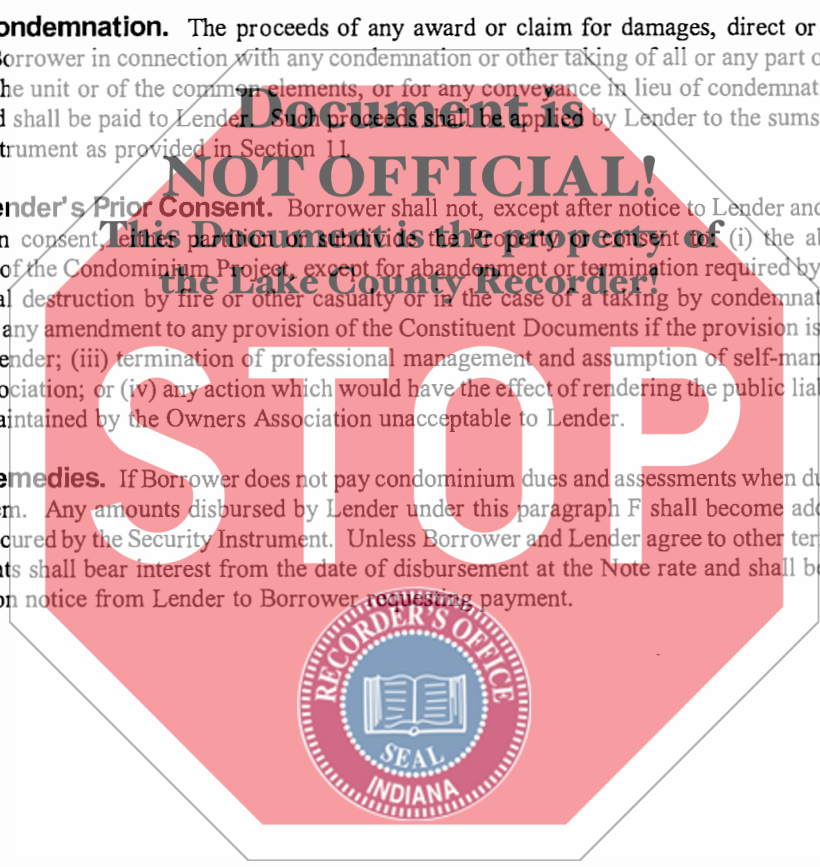 ondemnation. The proceeds of any award or claim for damages, direct or
Borrower in connection with any condemnation or other taking of all or any part o
he unit or of the common elements, or for any conveyance in lieu of condemnat
d shall be paid to Lender. Such proceeds shall be applied by Lender to the sums
trument as provided in Section 11.
Document is
NOT OFFICIAL!
This Document is the property of
the Lake County Recorder!
ender's Prior Consent. Borrower shall not, except after notice to Lender and
n consent, either partition or subdivide the Property or consent to: (i) the ab
of the Condominium Project, except for abandonment or termination required by
al destruction by fire or other casualty or in the case of a taking by condemnat
any amendment to any provision of the Constituent Documents if the provision is
ender; (iii) termination of professional management and assumption of self-man
ociation; or (iv) any action which would have the effect of rendering the public liab
aintained by the Owners Association unacceptable to Lender.
STOP
emedies. If Borrower does not pay condominium dues and assessments when du
m. Any amounts disbursed by Lender under this paragraph F shall become add
cured by the Security Instrument. Unless Borrower and Lender agree to other ter
nts shall bear interest from the date of disbursement at the Note rate and shall be
on notice from Lender to Borrower requesting payment.
RECORDER'S OFFICE
SEAL
INDIANA